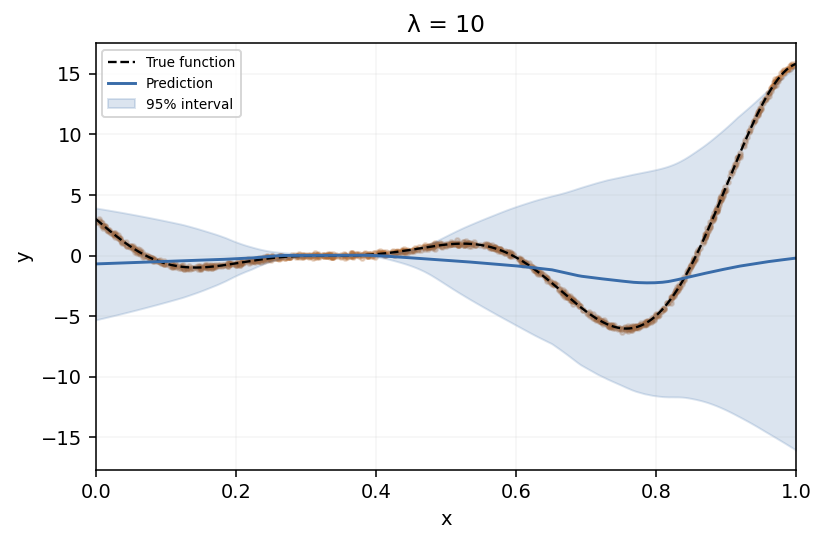 λ = 10
True function
Prediction
95% interval
15
10
5
0
−5
−10
−15
y
0.0 0.2 0.4 0.6 0.8 1.0
x